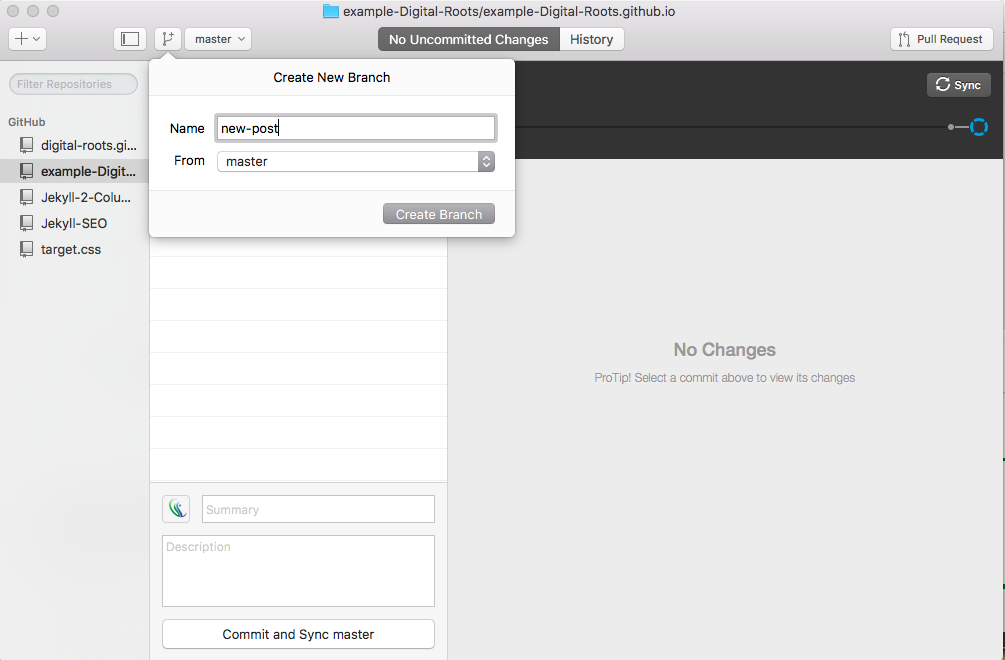 example-Digital-Roots/example-Digital-Roots.github.io
master
No Uncommitted Changes
History
Pull Request
Filter Repositories
GitHub
digital-roots.gi...
example-Digit...
Jekyll-2-Colu...
Jekyll-SEO
target.css
Create New Branch
Name
new-post
From
master
Create Branch
Sync
No Changes
ProTip! Select a commit above to view its changes
Summary
Description
Commit and Sync master